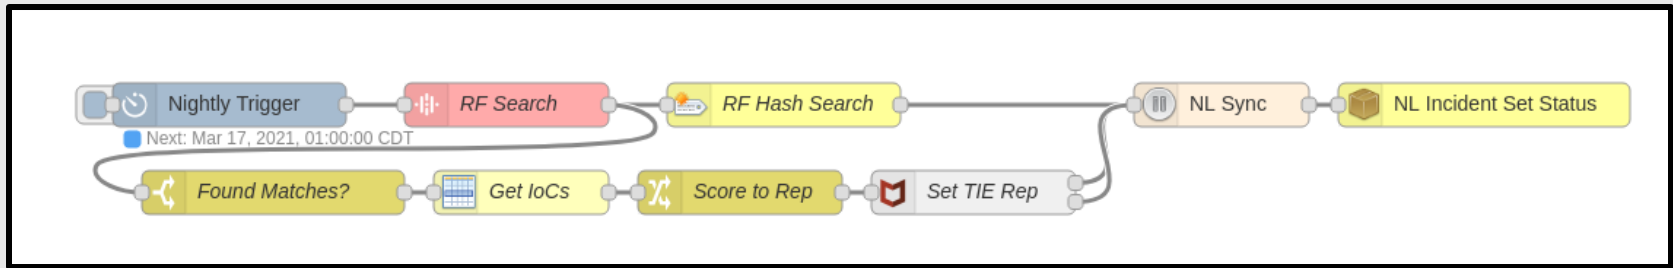 Nightly Trigger
RF Search
RF Hash Search
NL Sync
NL Incident Set Status
Next: Mar 17, 2021, 01:00:00 CDT
Found Matches?
Get IoCs
Score to Rep
Set TIE Rep